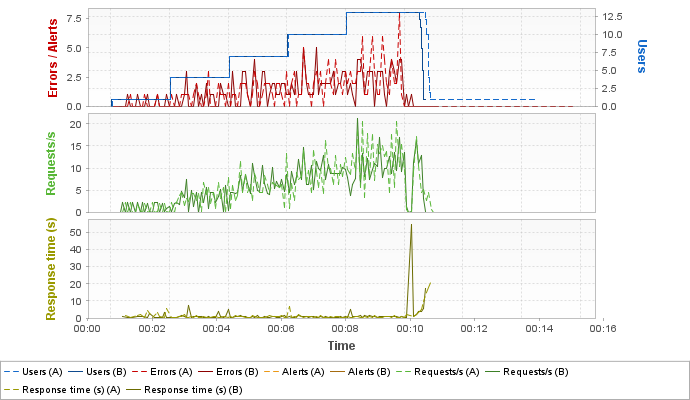 Errors / Alerts
7.5
5.0
2.5
0.0
12.5
10.0
7.5
5.0
2.5
0.0
Users
Requests/s
20
15
10
5
0
Response time (s)
50
40
30
20
10
0
00:00 00:02 00:04 00:06 00:08 00:10 00:12 00:14 00:16
Time
Users (A) Users (B) Errors (A) Errors (B) Alerts (A) Alerts (B) Requests/s (A) Requests/s (B)
Response time (s) (A) Response time (s) (B)